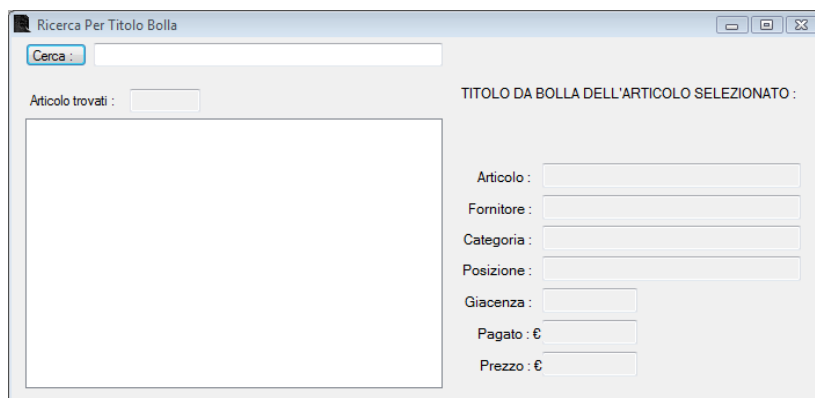 Ricerca Per Titolo Bolla
Cerca :
Articolo trovati :
TITOLO DA BOLLA DELL'ARTICOLO SELEZIONATO :
Articolo :
Fornitore :
Categoria :
Posizione :
Giacenza :
Pagato : €
Prezzo : €